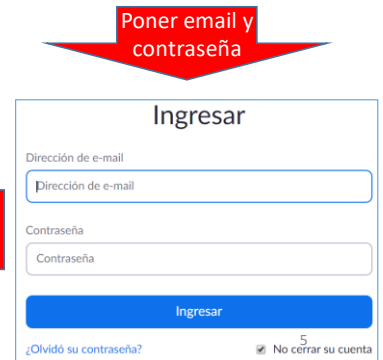 Poner email y
contraseña
Ingresar
Dirección de e-mail
Dirección de e-mail
Contraseña
Contraseña
Ingresar
¿Olvidó su contraseña?
No cerrar su cuenta
5